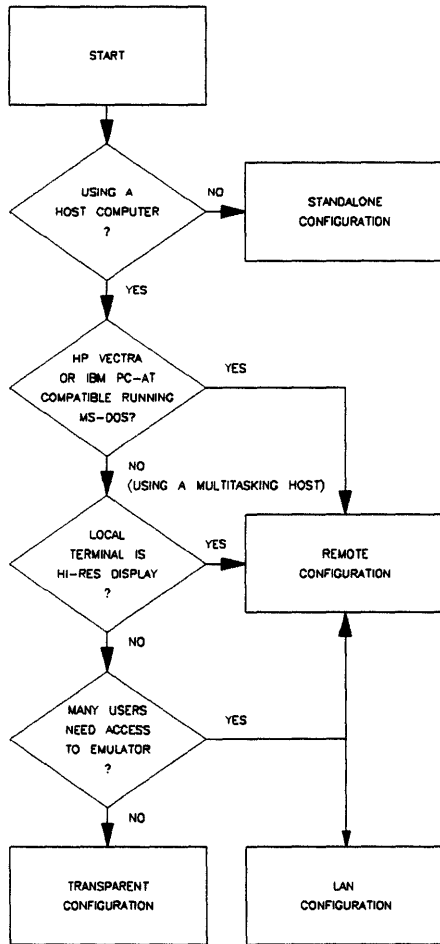 START
USING A
HOST COMPUTER
?
NO
STANDALONE
CONFIGURATION
YES
HP VECTRA
OR IBM PC-AT
COMPATIBLE RUNNING
MS-DOS?
YES
NO
(USING A MULTITASKING HOST)
LOCAL
TERMINAL IS
HI-RES DISPLAY
?
YES
REMOTE
CONFIGURATION
NO
MANY USERS
NEED ACCESS
TO EMULATOR
?
YES
NO
TRANSPARENT
CONFIGURATION
LAN
CONFIGURATION